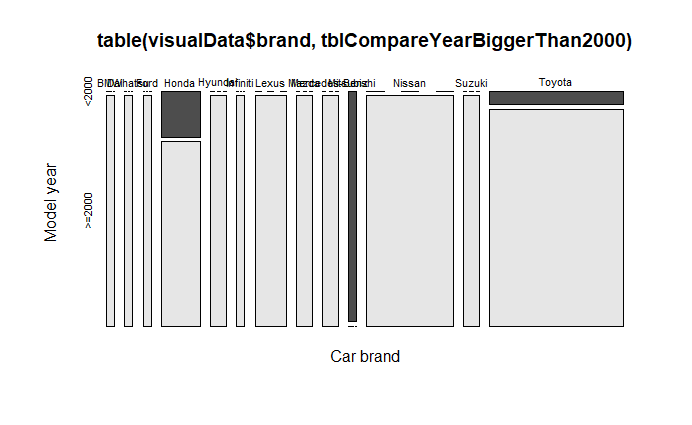 table(visualData$brand, tblCompareYearBiggerThan2000)
BMW Daihatsu Ford Honda Hyundai Infiniti Lexus Mazda Mercedes-Benz Mitsubishi Nissan Suzuki Toyota
<2000
>=2000
Model year
Car brand